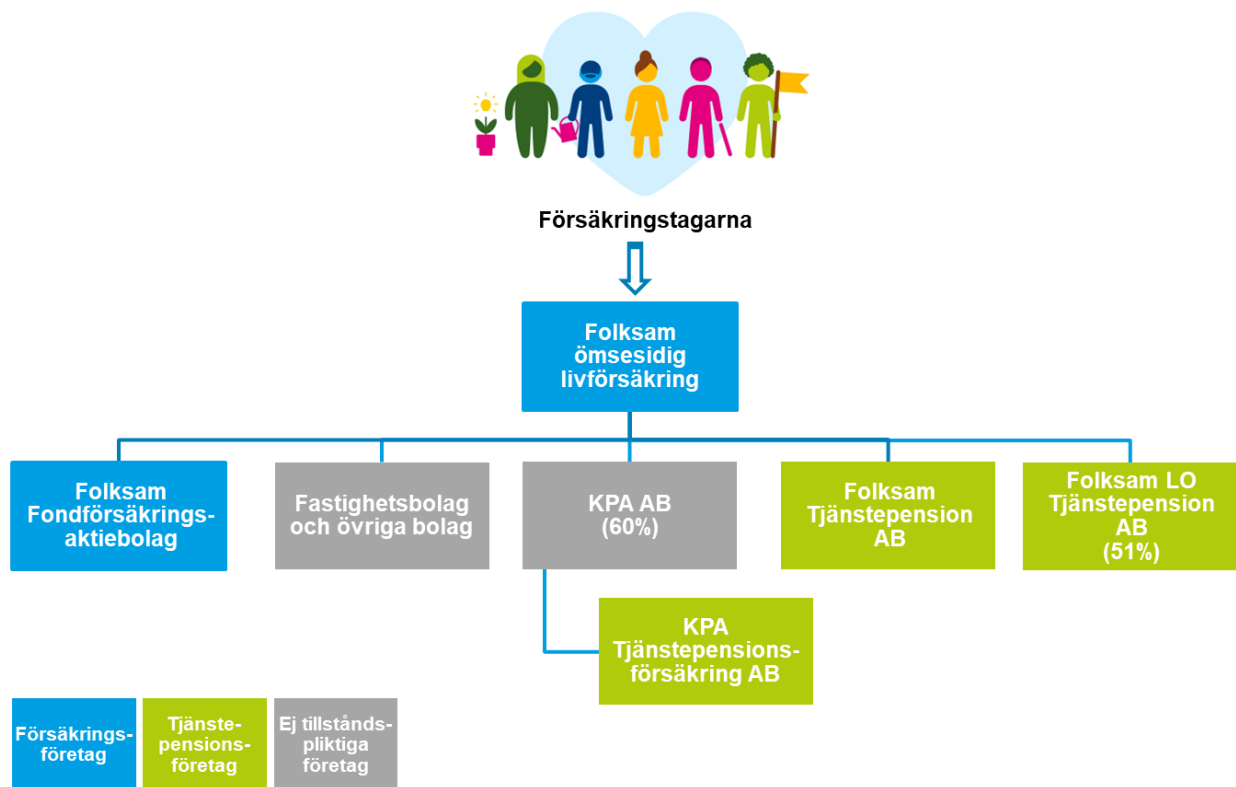 Försäkringstagarna
Folksam
ömsesidig
livförsäkring
Folksam
Fondförsäkrings-
aktiebolag
Fastighetsbolag
och övriga bolag
KPA AB
(60%)
Folksam
Tjänstepension
AB
Folksam LO
Tjänstepension
AB
(51%)
KPA
Tjänstepensions-
försäkring AB
Försäkrings-
företag
Tjänste-
pensions-
företag
Ej tillstånds-
pliktiga
företag